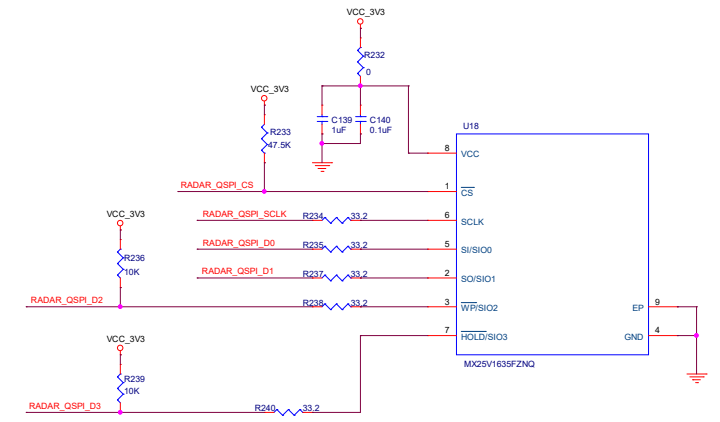 VCC_3V3
R232
0
VCC_3V3
C139
1uF
C140
0.1uF
R233
47.5K
U18
8
VCC
RADAR_QSPI_CS
1
CS
RADAR_QSPI_SCLK
R234
33.2
6
SCLK
VCC_3V3
RADAR_QSPI_D0
R235
33.2
5
SI/SIO0
R236
10K
RADAR_QSPI_D1
R237
33.2
2
SO/SIO1
RADAR_QSPI_D2
R238
33.2
3
WP/SIO2
EP
9
7
HOLD/SIO3
GND
4
VCC_3V3
MX25V1635FZNQ
R239
10K
RADAR_QSPI_D3
R240
33.2